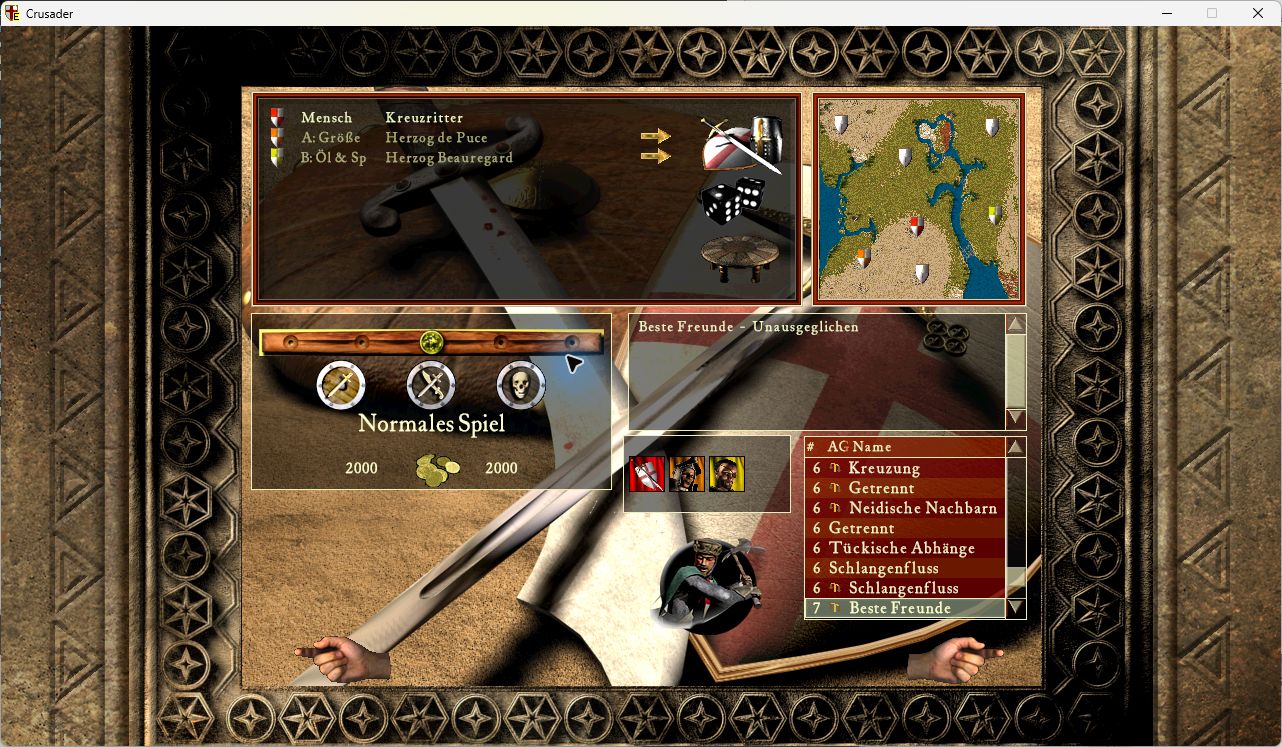 Crusader
Mensch Kreuzritter
A: Größe Herzog de Puce
B: Öl & Sp Herzog Beauregard
Beste Freunde - Unausgeglichen
Normales Spiel
2000 2000
# AG Name
6 Kreuzung
6 Getrennt
6 Neidische Nachbarn
6 Getrennt
6 Tückische Abhänge
6 Schlangenfluss
6 Schlangenfluss
7 Beste Freunde